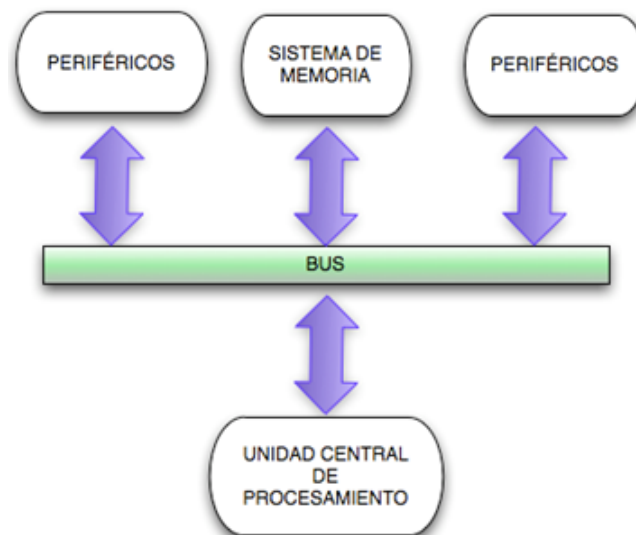 PERIFÉRICOS
SISTEMA DE
MEMORIA
PERIFÉRICOS
BUS
UNIDAD CENTRAL
DE
PROCESAMIENTO